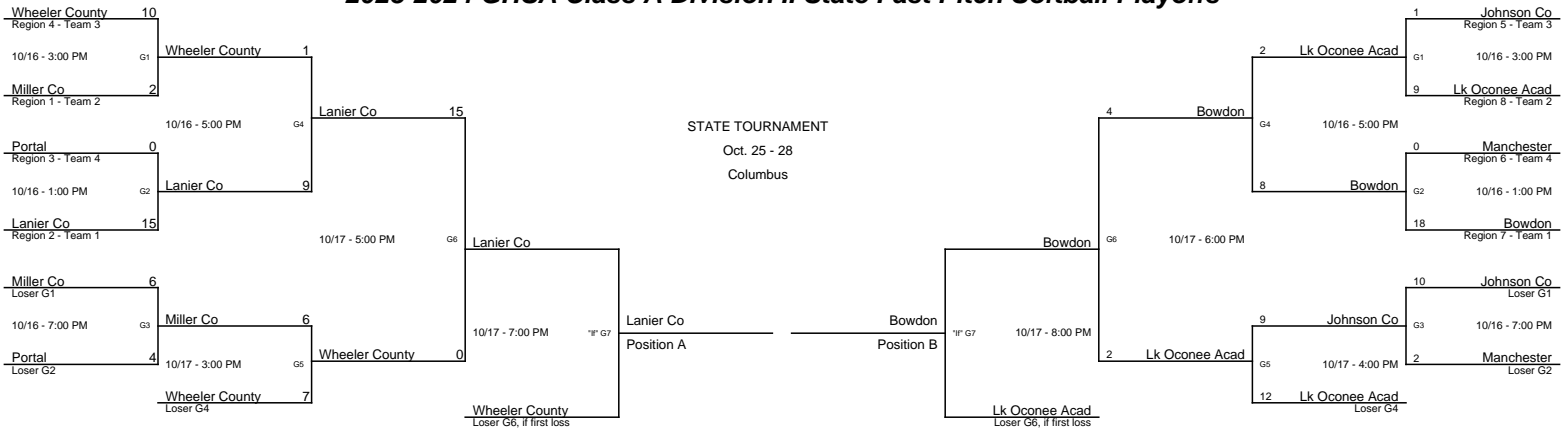 2023-2024 GHSA Class A Division II State Fast Pitch Softball Playoffs
Wheeler County 10
Region 4 - Team 3
10/16 - 3:00 PM G1
Miller Co 2
Region 1 - Team 2
Wheeler County 1
10/16 - 5:00 PM G4
Portal 0
Region 3 - Team 4
10/16 - 1:00 PM G2
Lanier Co 9
Lanier Co 15
Region 2 - Team 1
Lanier Co 15
10/17 - 5:00 PM G6
Miller Co 6
Loser G1
10/16 - 7:00 PM G3
Portal 4
Loser G2
Miller Co 6
10/17 - 3:00 PM G5
Wheeler County 7
Loser G4
Wheeler County 0
Lanier Co
10/17 - 7:00 PM "If" G7
Wheeler County
Loser G6, if first loss
Lanier Co
Position A
STATE TOURNAMENT
Oct. 25 - 28
Columbus
Bowdon
Position B
Bowdon
"If" G7 10/17 - 8:00 PM
Lk Oconee Acad
Loser G6, if first loss
4 Bowdon
G6 10/17 - 6:00 PM
2 Lk Oconee Acad
2 Lk Oconee Acad
G4 10/16 - 5:00 PM
8 Bowdon
1 Johnson Co
Region 5 - Team 3
G1 10/16 - 3:00 PM
9 Lk Oconee Acad
Region 8 - Team 2
0 Manchester
Region 6 - Team 4
G2 10/16 - 1:00 PM
18 Bowdon
Region 7 - Team 1
10 Johnson Co
Loser G1
G3 10/16 - 7:00 PM
2 Manchester
Loser G2
9 Johnson Co
G5 10/17 - 4:00 PM
12 Lk Oconee Acad
Loser G4